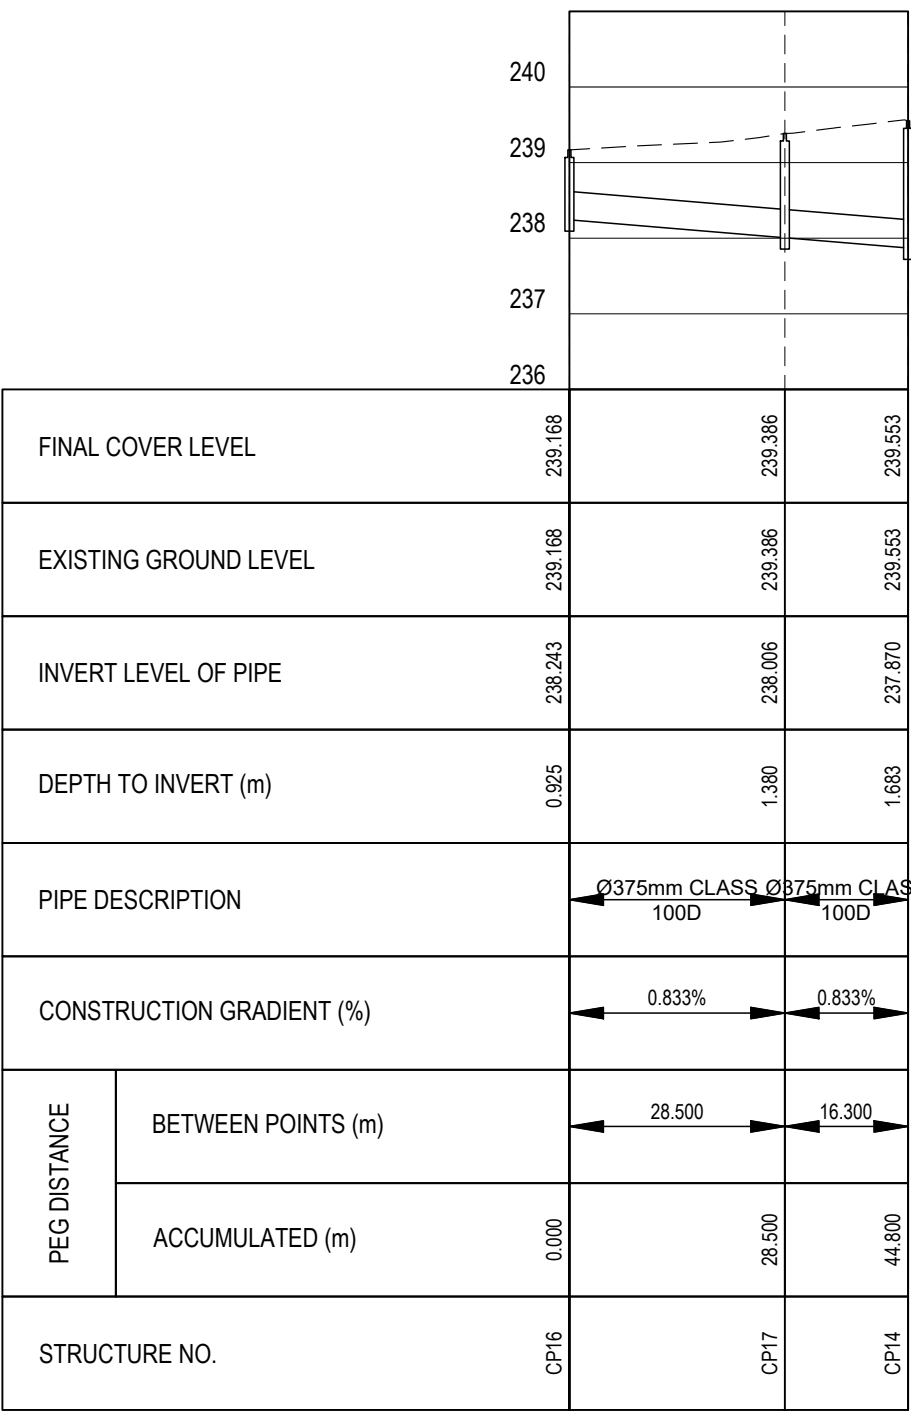 240
239
238
237
236
FINAL COVER LEVEL
239.168
239.386
239.553
EXISTING GROUND LEVEL
239.168
239.386
239.553
INVERT LEVEL OF PIPE
238.243
238.006
237.870
DEPTH TO INVERT (m)
0.925
1.380
1.683
PIPE DESCRIPTION
Ø375mm CLASS
100D
Ø375mm CLAS
100D
CONSTRUCTION GRADIENT (%)
0.833%
0.833%
PEG DISTANCE
BETWEEN POINTS (m)
28.500
16.300
ACCUMULATED (m)
0.000
28.500
44.800
STRUCTURE NO.
CP16
CP17
CP14